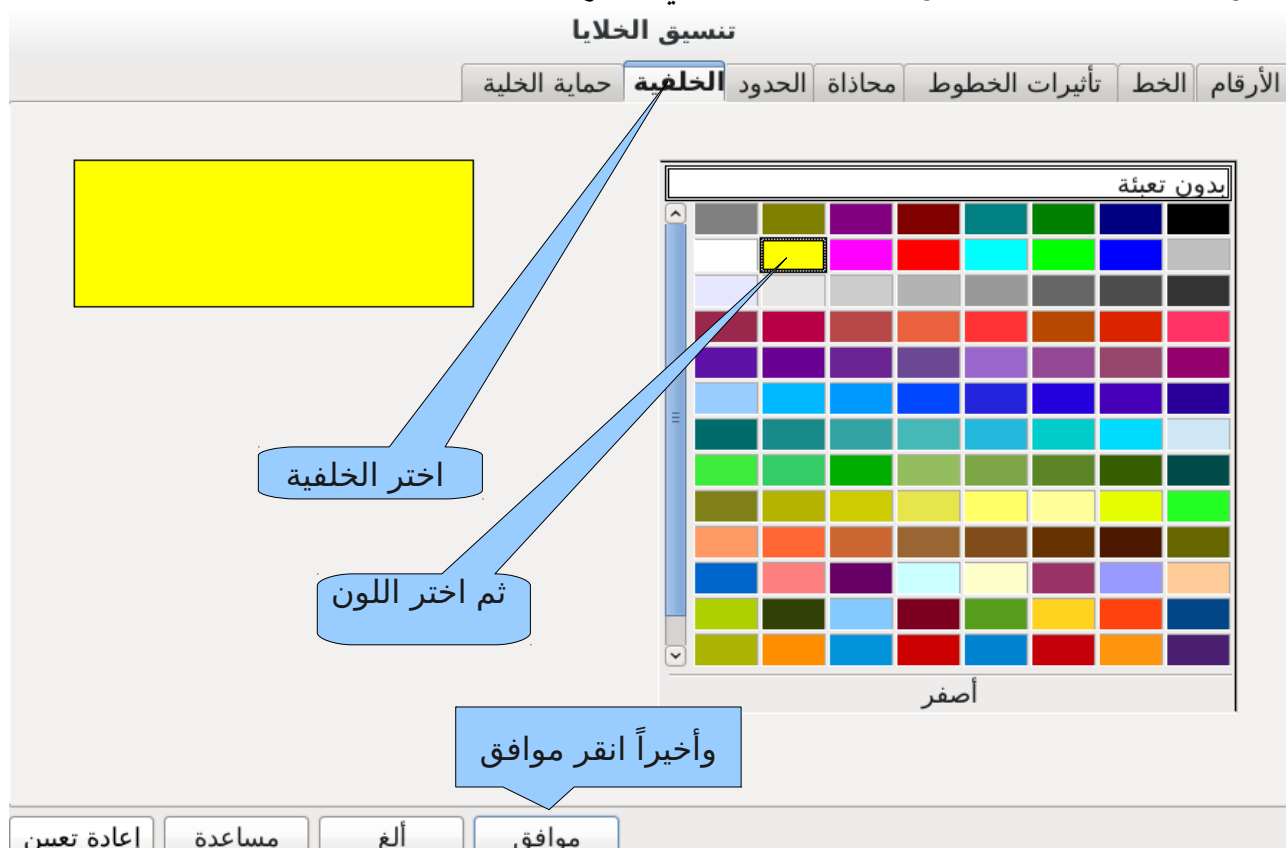 تنسيق الخلايا
الأرقام الخط تأثيرات الخطوط محاذاة الحدود الخلفية حماية الخلية
بدون تعبئة
اختر الخلفية
ثم اختر اللون
أصفر
وأخيراً انقر موافق
موافق ألغ مساعدة إعادة تعيين